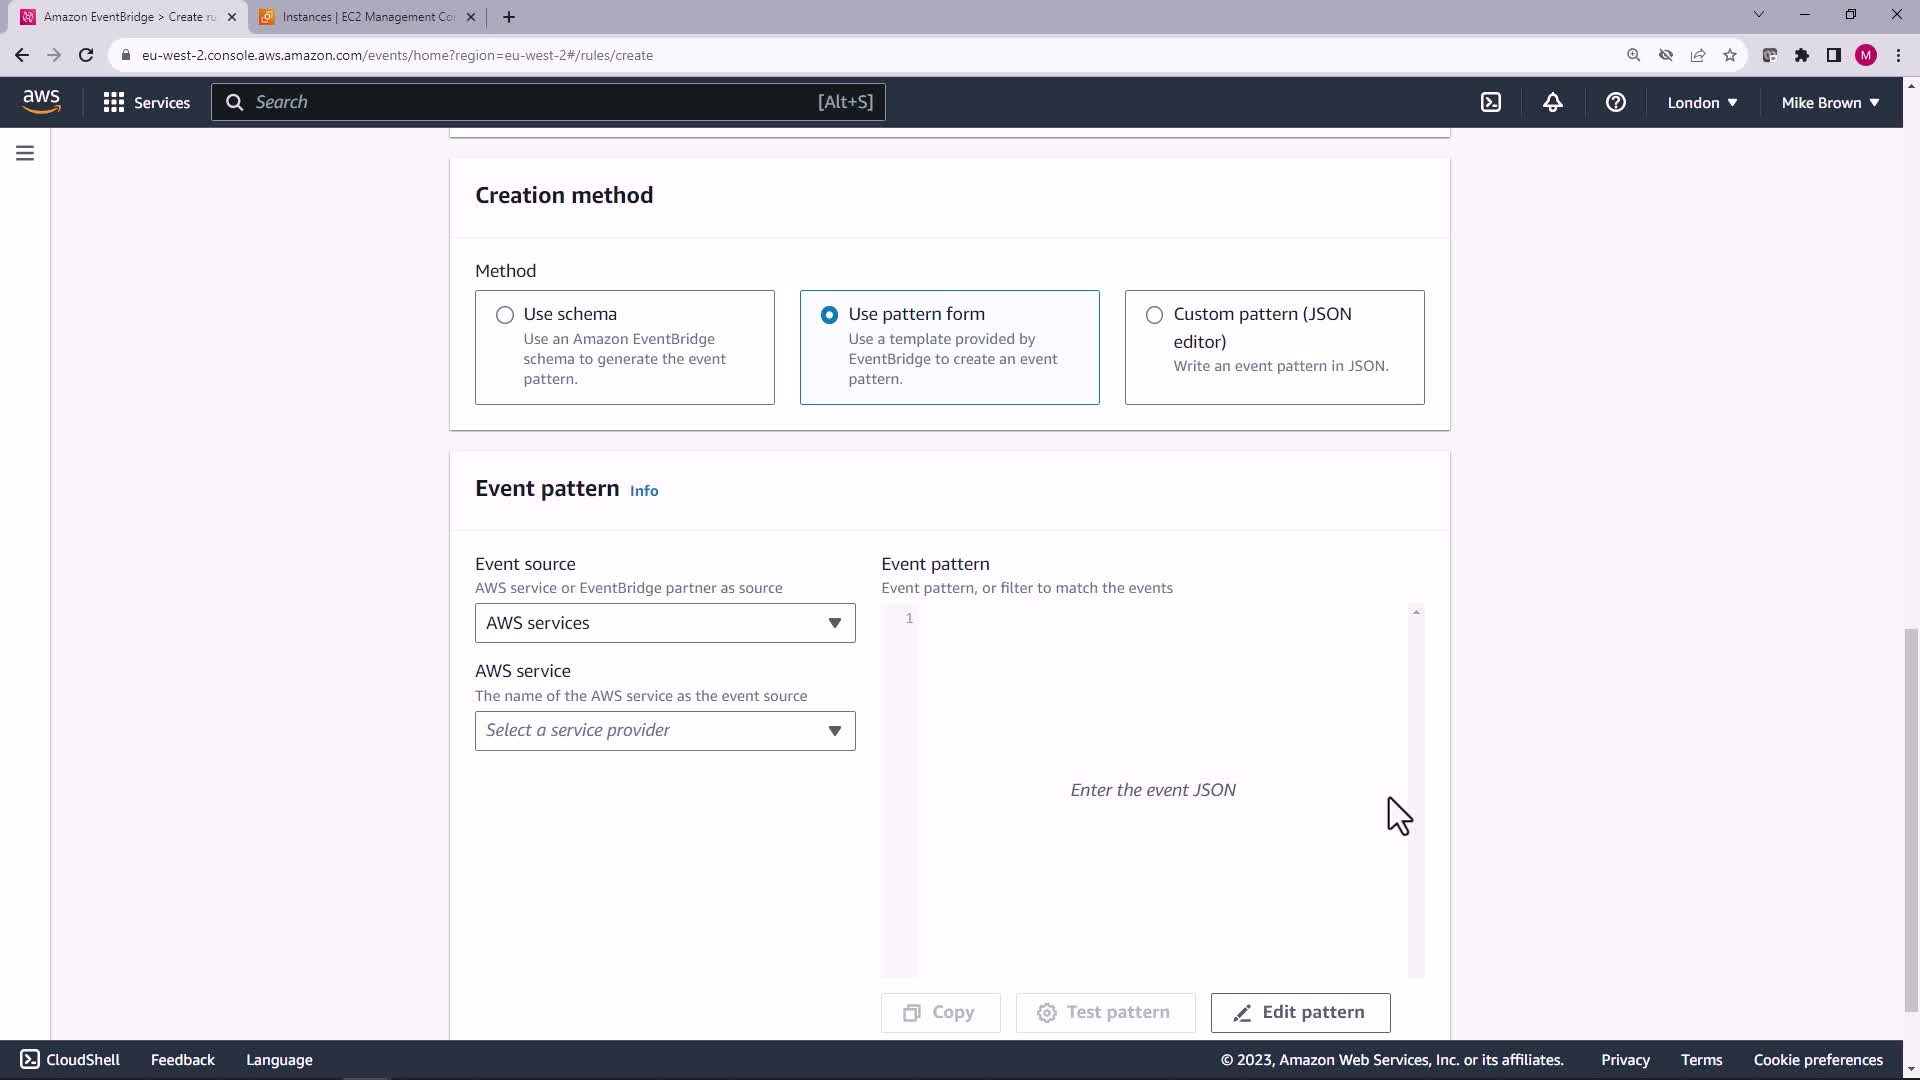 Amazon EventBridge > Create ru
Instances | EC2 Management Co
eu-west-2.console.aws.amazon.com/events/home?region=eu-west-2#/rules/create
M
aws
Services
Search
[Alt+S]
London
Mike Brown
Creation method
Method
Use schema
Use an Amazon EventBridge
schema to generate the event
pattern.
Use pattern form
Use a template provided by
EventBridge to create an event
pattern.
Custom pattern (JSON
editor)
Write an event pattern in JSON.
Event pattern Info
Event source
AWS service or EventBridge partner as source
AWS services
AWS service
The name of the AWS service as the event source
Select a service provider
Event pattern
Event pattern, or filter to match the events
1
Enter the event JSON
Copy
Test pattern
Edit pattern
CloudShell
Feedback
Language
© 2023, Amazon Web Services, Inc. or its affiliates.
Privacy
Terms
Cookie preferences